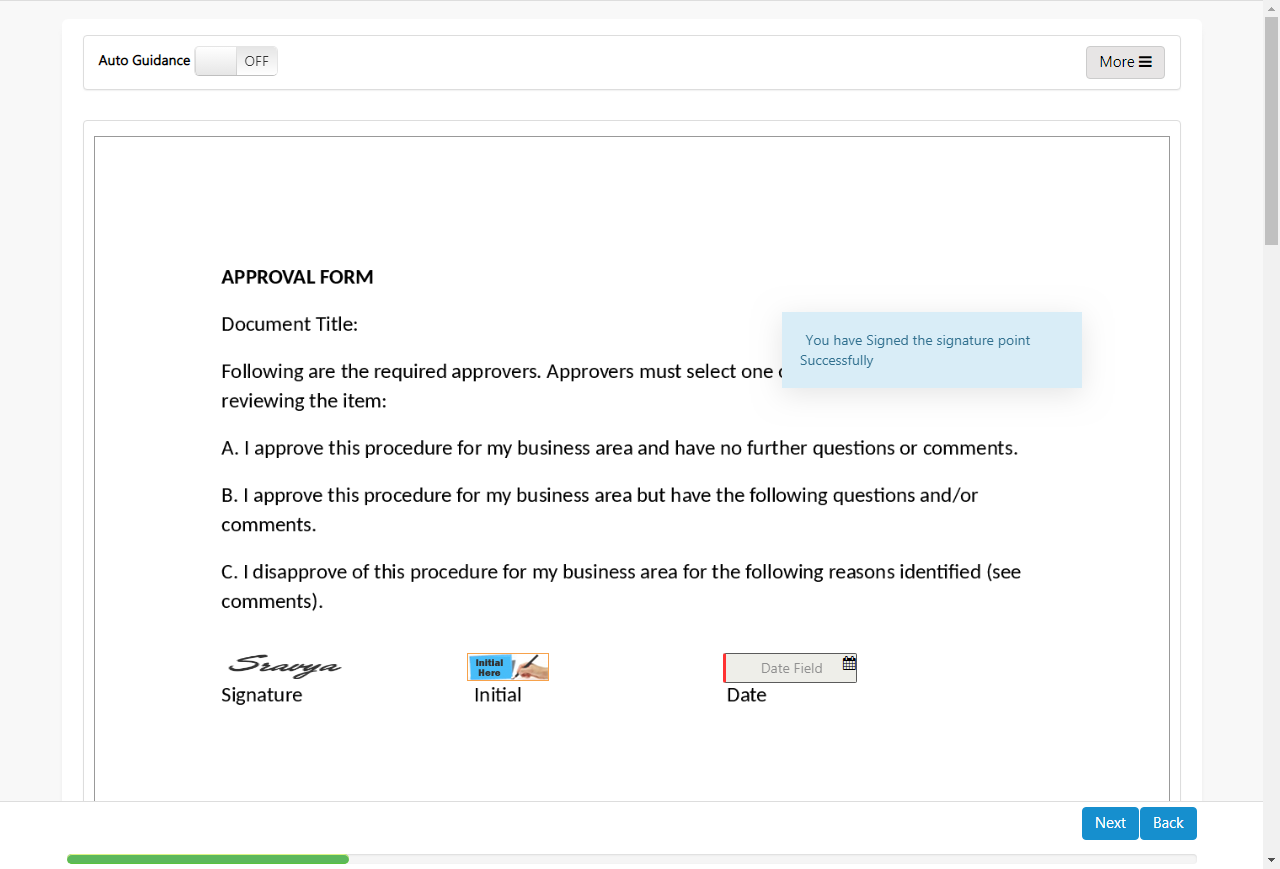 Auto Guidance OFF More
APPROVAL FORM
Document Title:
You have Signed the signature point
Successfully
Following are the required approvers. Approvers must select one
reviewing the item:
A. I approve this procedure for my business area and have no further questions or comments.
B. I approve this procedure for my business area but have the following questions and/or
comments.
C. I disapprove of this procedure for my business area for the following reasons identified (see
comments).
Sravya
Initial
Here
Date Field
Signature Initial Date
Next Back